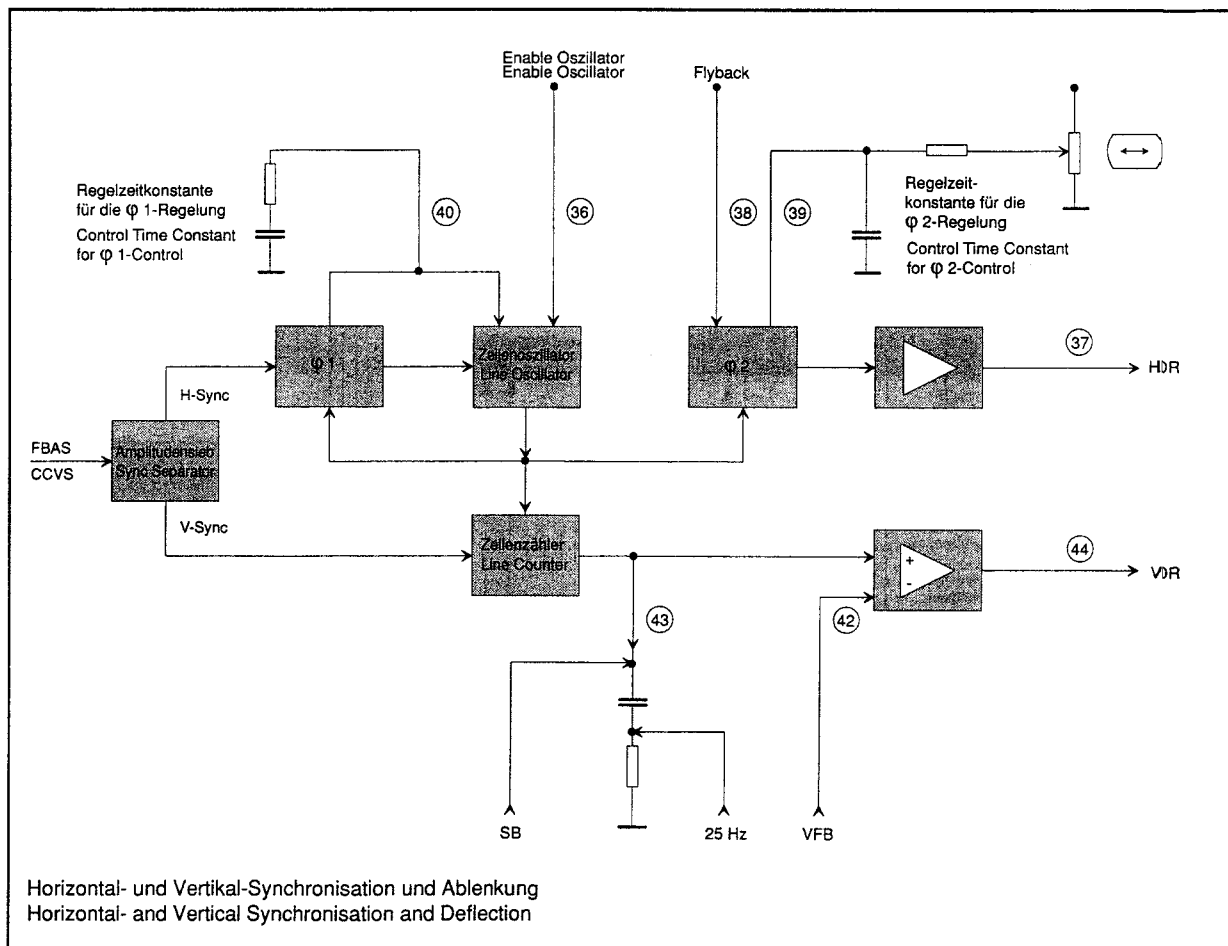 Enable Oszillator
Enable Oscillator
Flyback
Regelzeitkonstante
für die φ 1-Regelung
Control Time Constant
for φ 1-Control
40
36
38
39
Regelzeit-
konstante für die
φ 2-Regelung
Control Time Constant
for φ 2-Control
φ 1
Zeilenoszillator
Line Oscillator
φ 2
37
HDR
H-Sync
FBAS
CCVS
Amplitudensieb
Sync Separator
V-Sync
Zeilenzähler
Line Counter
+
-
44
VDR
43
42
SB
25 Hz
VFB
Horizontal- und Vertikal-Synchronisation und Ablenkung
Horizontal- and Vertical Synchronisation and Deflection